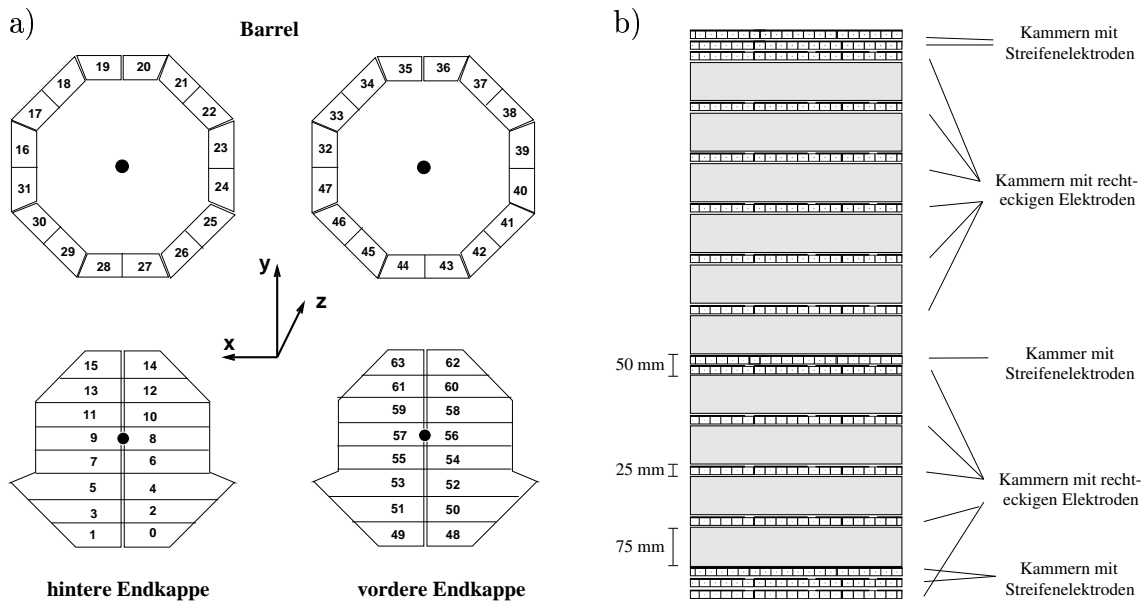 a)
Barrel
19 20
18 21
17 22
16 23
31 24
30 25
29 26
28 27
35 36
34 37
33 38
32 39
47 40
46 41
45 42
44 43
y
z
x
15 14
13 12
11 10
9 8
7 6
5 4
3 2
1 0
hintere Endkappe
63 62
61 60
59 58
57 56
55 54
53 52
51 50
49 48
vordere Endkappe
b)
50 mm
25 mm
75 mm
Kammern mit
Streifenelektroden
Kammern mit recht-
eckigen Elektroden
Kammer mit
Streifenelektroden
Kammern mit recht-
eckigen Elektroden
Kammern mit
Streifenelektroden